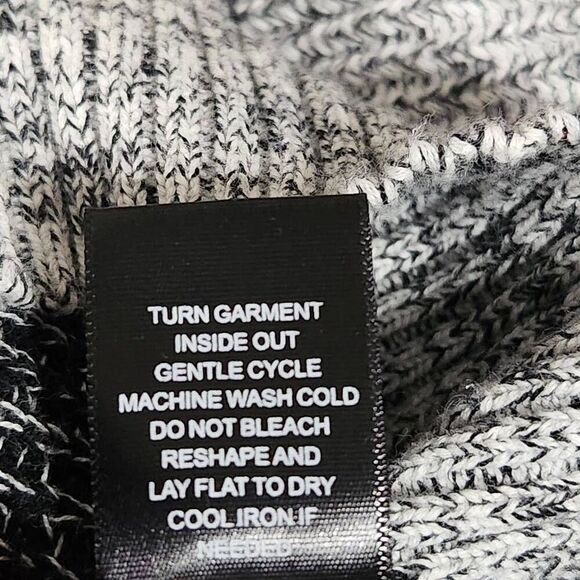 TURN GARMENT
INSIDE OUT
GENTLE CYCLE
MACHINE WASH COLD
DO NOT BLEACH
RESHAPE AND
LAY FLAT TO DRY
COOL IRON IF
NEEDED